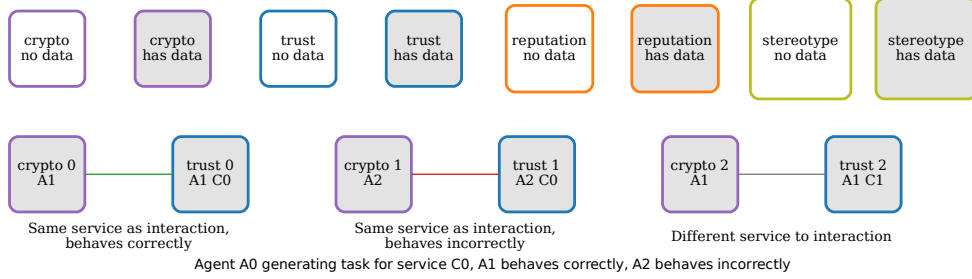 crypto
no data
crypto
has data
trust
no data
trust
has data
reputation
no data
reputation
has data
stereotype
no data
stereotype
has data
crypto 0
A1
trust 0
A1 C0
crypto 1
A2
trust 1
A2 C0
crypto 2
A1
trust 2
A1 C1
Same service as interaction,
behaves correctly
Same service as interaction,
behaves incorrectly
Different service to interaction
Agent A0 generating task for service C0, A1 behaves correctly, A2 behaves incorrectly